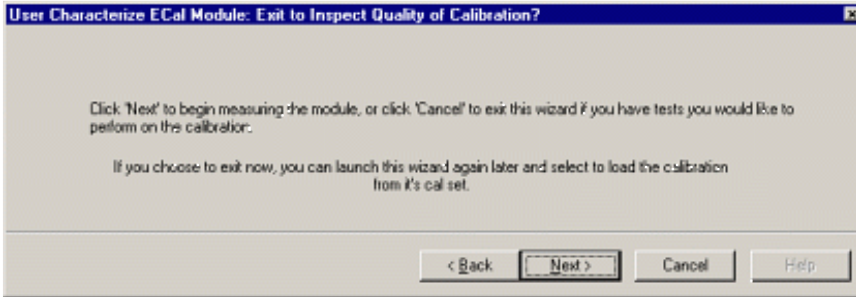 User Characterize ECal Module: Exit to Inspect Quality of Calibration?
Click 'Next' to begin measuring the module, or click 'Cancel' to exit this wizard if you have tests you would like to
perform on the calibration.
If you choose to exit now, you can launch this wizard again later and select to load the calibration
from it's cal set.
< Back Next > Cancel Help